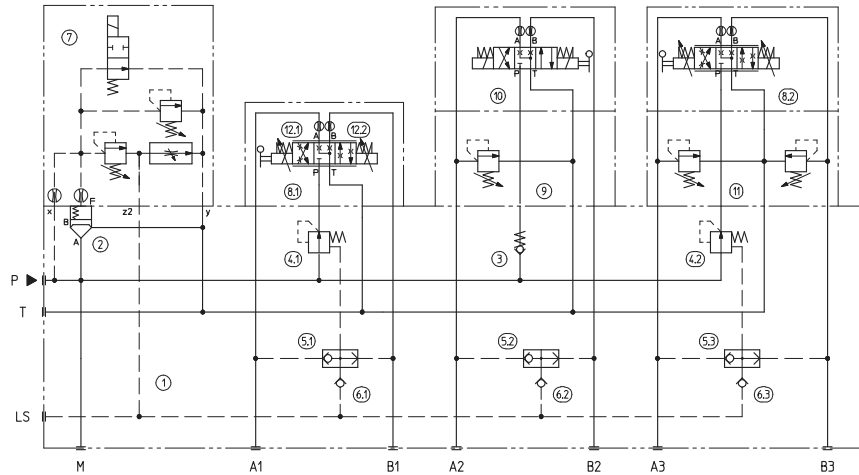 7
A B
P T
10
A B
P T
8.2
12.1 A B 12.2
P T
8.1
9
11
x F z2 y
B
2
A
4.1
3
4.2
P
T
5.1
5.2
5.3
1
6.1
6.2
6.3
LS
M A1 B1 A2 B2 A3 B3